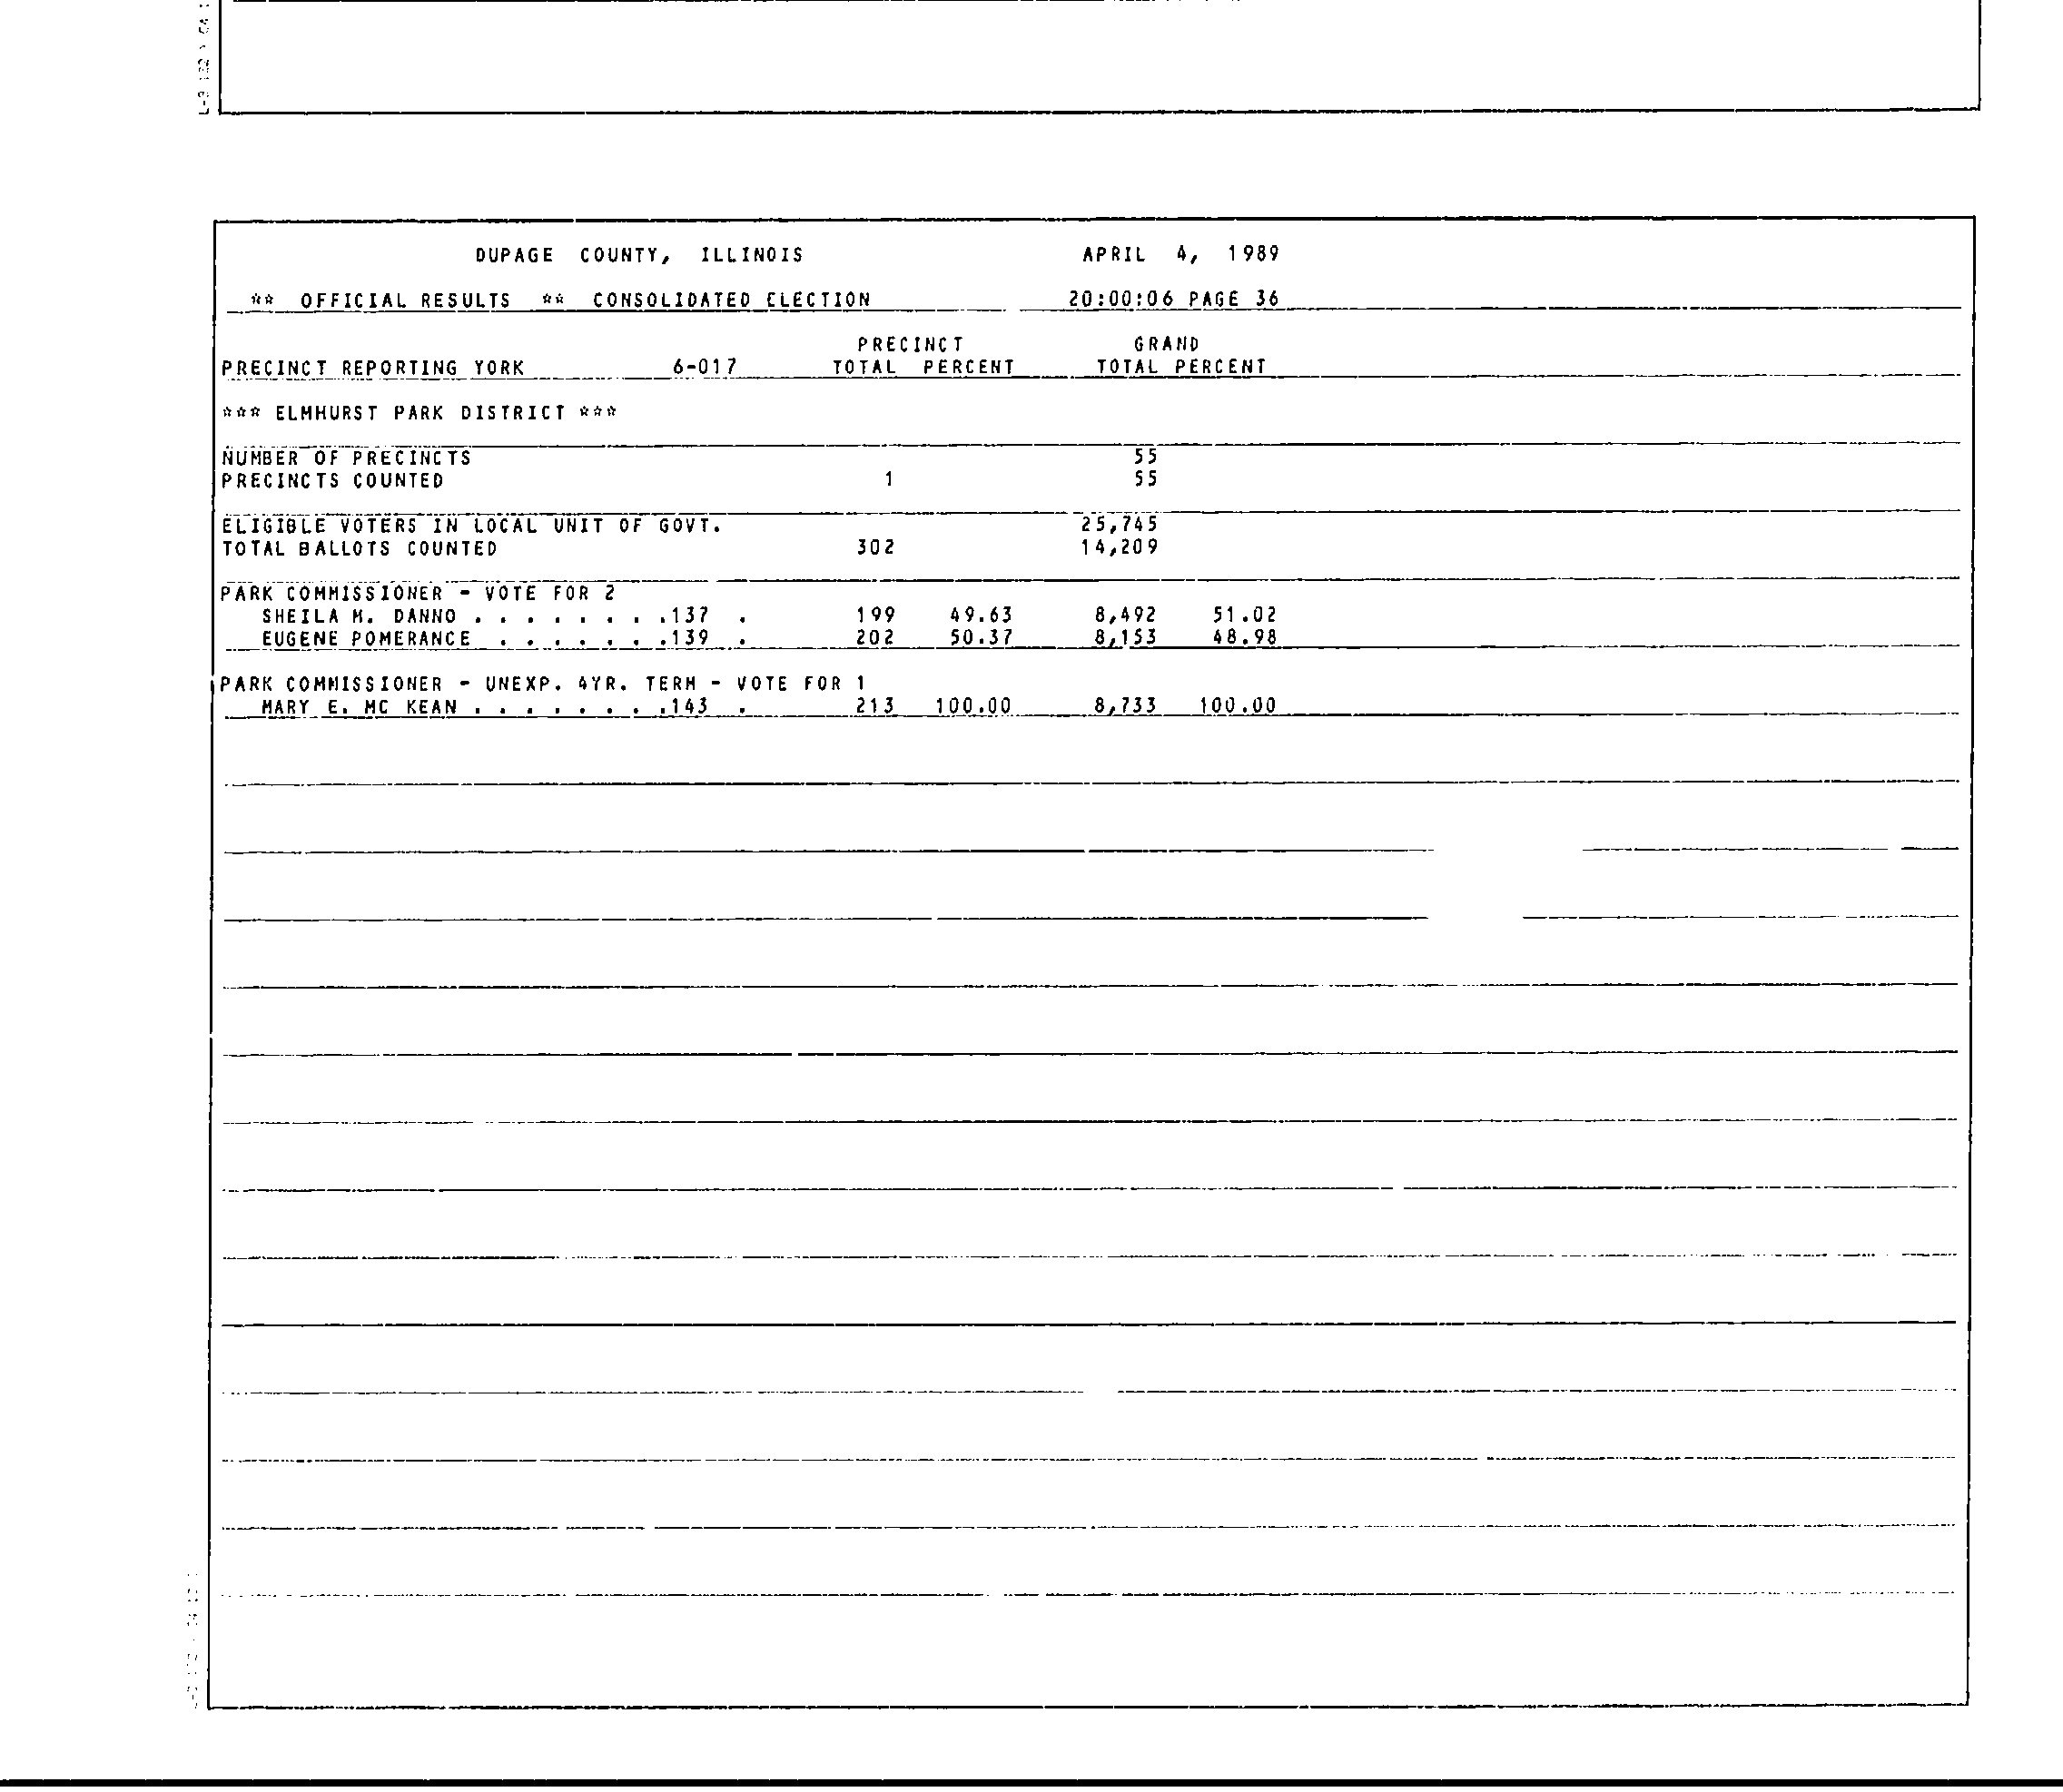 DUPAGE COUNTY, ILLINOIS APRIL 4, 1989
** OFFICIAL RESULTS ** CONSOLIDATED ELECTION 20:00:06 PAGE 36
PRECINCT GRAND
PRECINCT REPORTING YORK 6-017 TOTAL PERCENT TOTAL PERCENT
*** ELMHURST PARK DISTRICT ***
NUMBER OF PRECINCTS 55
PRECINCTS COUNTED 1 55
ELIGIBLE VOTERS IN LOCAL UNIT OF GOVT. 25,745
TOTAL BALLOTS COUNTED 302 14,209
PARK COMMISSIONER - VOTE FOR 2
SHEILA M. DANNO . . . . . . . .137 . 199 49.63 8,492 51.02
EUGENE POMERANCE . . . . . . .139 . 202 50.37 8,153 48.98
PARK COMMISSIONER - UNEXP. 4YR. TERM - VOTE FOR 1
MARY E. MC KEAN . . . . . . . .143 . 213 100.00 8,733 100.00